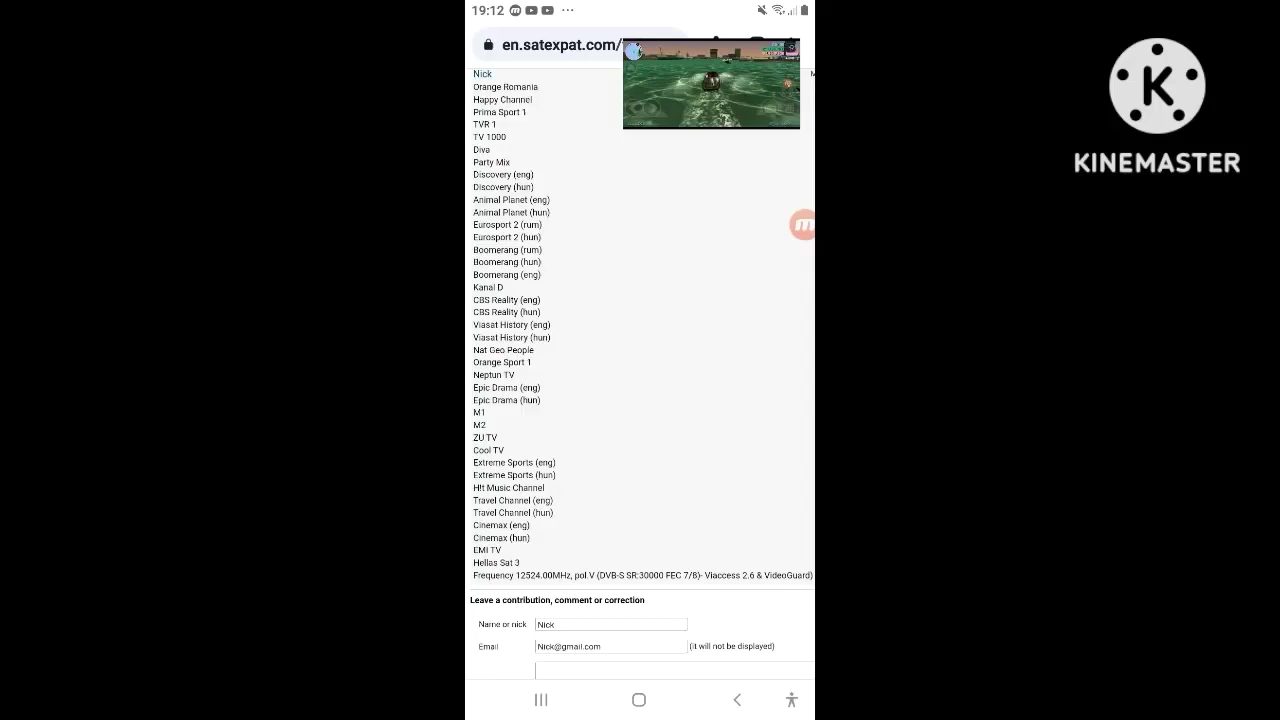 19:12
en.satexpat.com/
Nick
Orange Romania
Happy Channel
Prima Sport 1
TVR 1
TV 1000
Diva
Party Mix
Discovery (eng)
Discovery (hun)
Animal Planet (eng)
Animal Planet (hun)
Eurosport 2 (rum)
Eurosport 2 (hun)
Boomerang (rum)
Boomerang (hun)
Boomerang (eng)
Kanal D
CBS Reality (eng)
CBS Reality (hun)
Viasat History (eng)
Viasat History (hun)
Nat Geo People
Orange Sport 1
Neptun TV
Epic Drama (eng)
Epic Drama (hun)
M1
M2
ZU TV
Cool TV
Extreme Sports (eng)
Extreme Sports (hun)
H!t Music Channel
Travel Channel (eng)
Travel Channel (hun)
Cinemax (eng)
Cinemax (hun)
EMI TV
Hellas Sat 3
Frequency 12524.00MHz, pol.V (DVB-S SR:30000 FEC 7/8)- Viaccess 2.6 & VideoGuard)
Leave a contribution, comment or correction
Name or nick Nick
Email Nick@gmail.com (it will not be displayed)
K
KINEMASTER